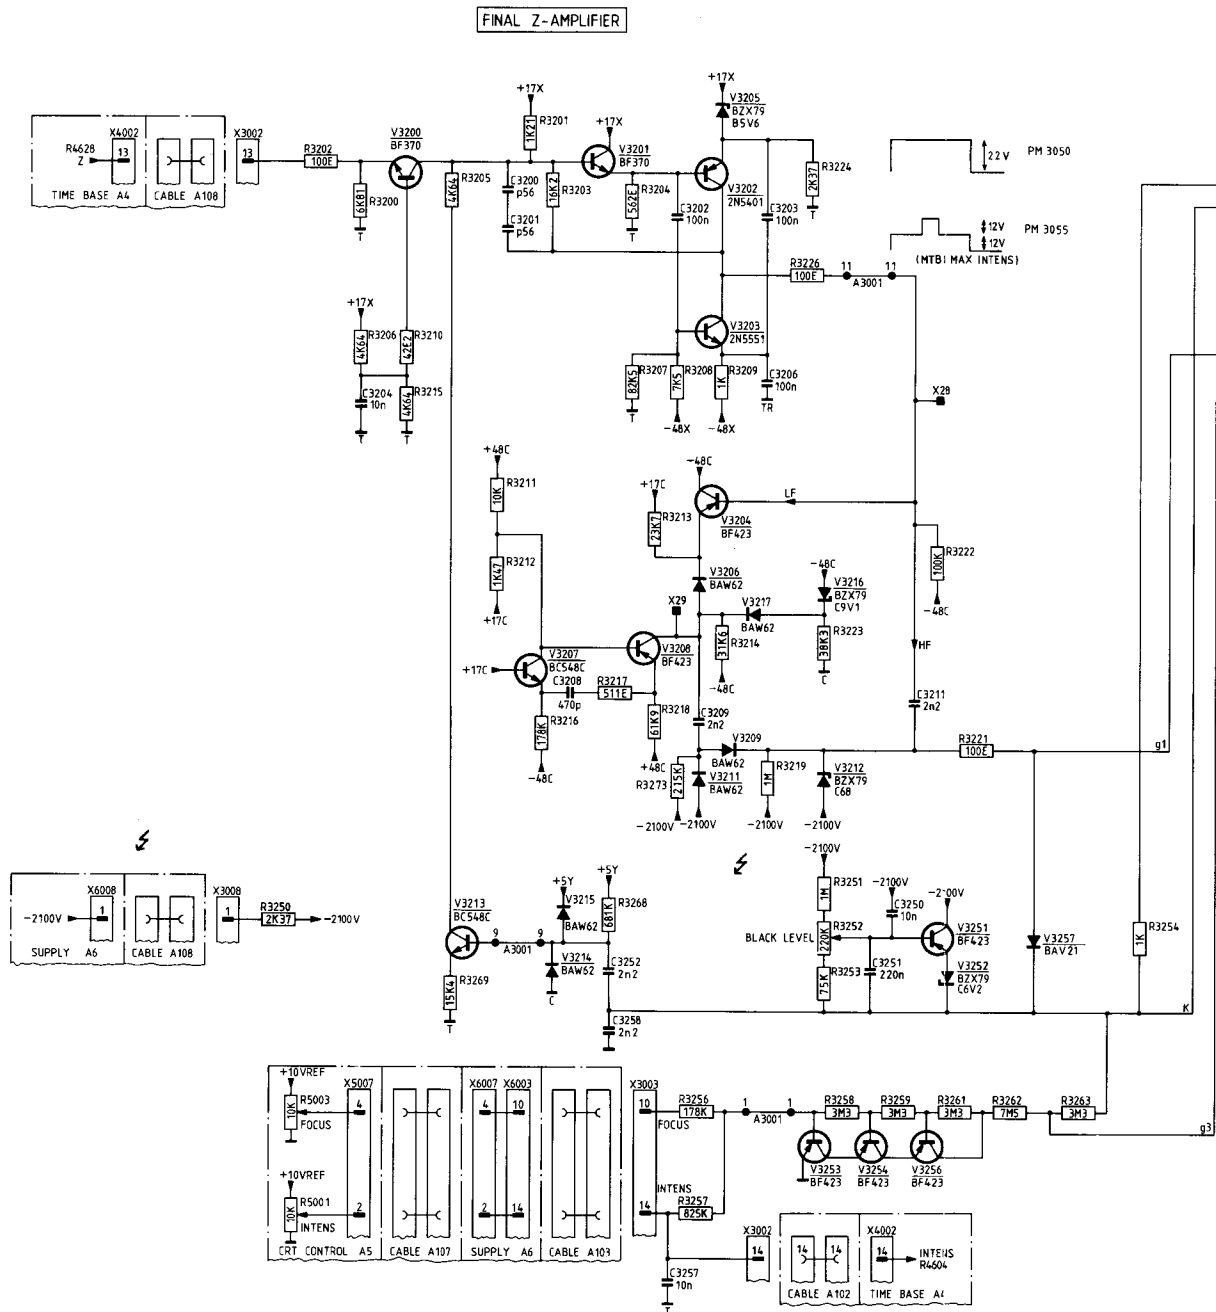 FINAL Z-AMPLIFIER
+17X
V3205
BZX79
B5V6
+17X
R3201
1K21
+17X
X4002
R4628
Z
13
TIME BASE A4
CABLE A108
X3002
13
R3202
100E
V3200
BF370
R3200
6K81
T
R3205
4K64
C3200
p56
C3201
p56
R3203
16K2
V3201
BF370
R3204
562E
T
C3202
100n
V3202
2N5401
C3203
100n
R3224
2K37
T
22V
PM 3050
12V
12V
PM 3055
(MTB1 MAX INTENS)
R3226
100E
11
11
A3001
+17X
R3206
4K64
R3210
42E2
C3204
10n
R3215
4K64
T
T
V3203
2N5551
R3207
82K5
T
R3208
7K5
-48X
R3209
1K
-48X
C3206
100n
TR
X28
+48C
R3211
10K
R3212
1K47
+17C
-48C
+17C
R3213
23K7
V3204
BF423
LF
R3222
100K
-48C
V3206
BAW62
X29
V3217
BAW62
-48C
V3216
BZX79
C9V1
R3214
31K6
-48C
R3223
38K3
C
HF
+17C
V3207
BC548C
V3208
BF423
C3208
470p
R3217
511E
R3216
178K
-48C
R3218
61K9
+48C
C3209
2n2
C3211
2n2
V3209
BAW62
R3221
100E
g1
R3273
215K
-2100V
V3211
BAW62
-2100V
R3219
1M
-2100V
V3212
BZX79
C68
-2100V
X6008
-2100V
1
SUPPLY A6
CABLE A108
X3008
1
R3250
2K37
-2100V
V3213
BC548C
R3269
15K4
T
9
9
A3001
+5Y
V3215
BAW62
V3214
BAW62
C
+5Y
R3268
681K
C3252
2n2
C3258
2n2
-2100V
R3251
1M
BLACK LEVEL
R3252
220K
R3253
75K
-2100V
C3250
10n
C3251
220n
-2100V
V3251
BF423
V3252
BZX79
C6V2
V3257
BAV21
R3254
1K
K
+10VREF
R5003
10K
FOCUS
X5007
4
X6007
4
X6003
10
X3003
10
FOCUS
R3256
178K
1
1
A3001
R3258
3M3
R3259
3M3
R3261
3M3
R3262
7M5
R3263
3M3
g3
V3253
BF423
V3254
BF423
V3256
BF423
+10VREF
R5001
10K
INTENS
2
2
14
INTENS
14
R3257
825K
CRT CONTROL A5
CABLE A107
SUPPLY A6
CABLE A103
C3257
10n
T
X3002
14
14
14
CABLE A102
X4002
14
INTENS
R4604
TIME BASE A4